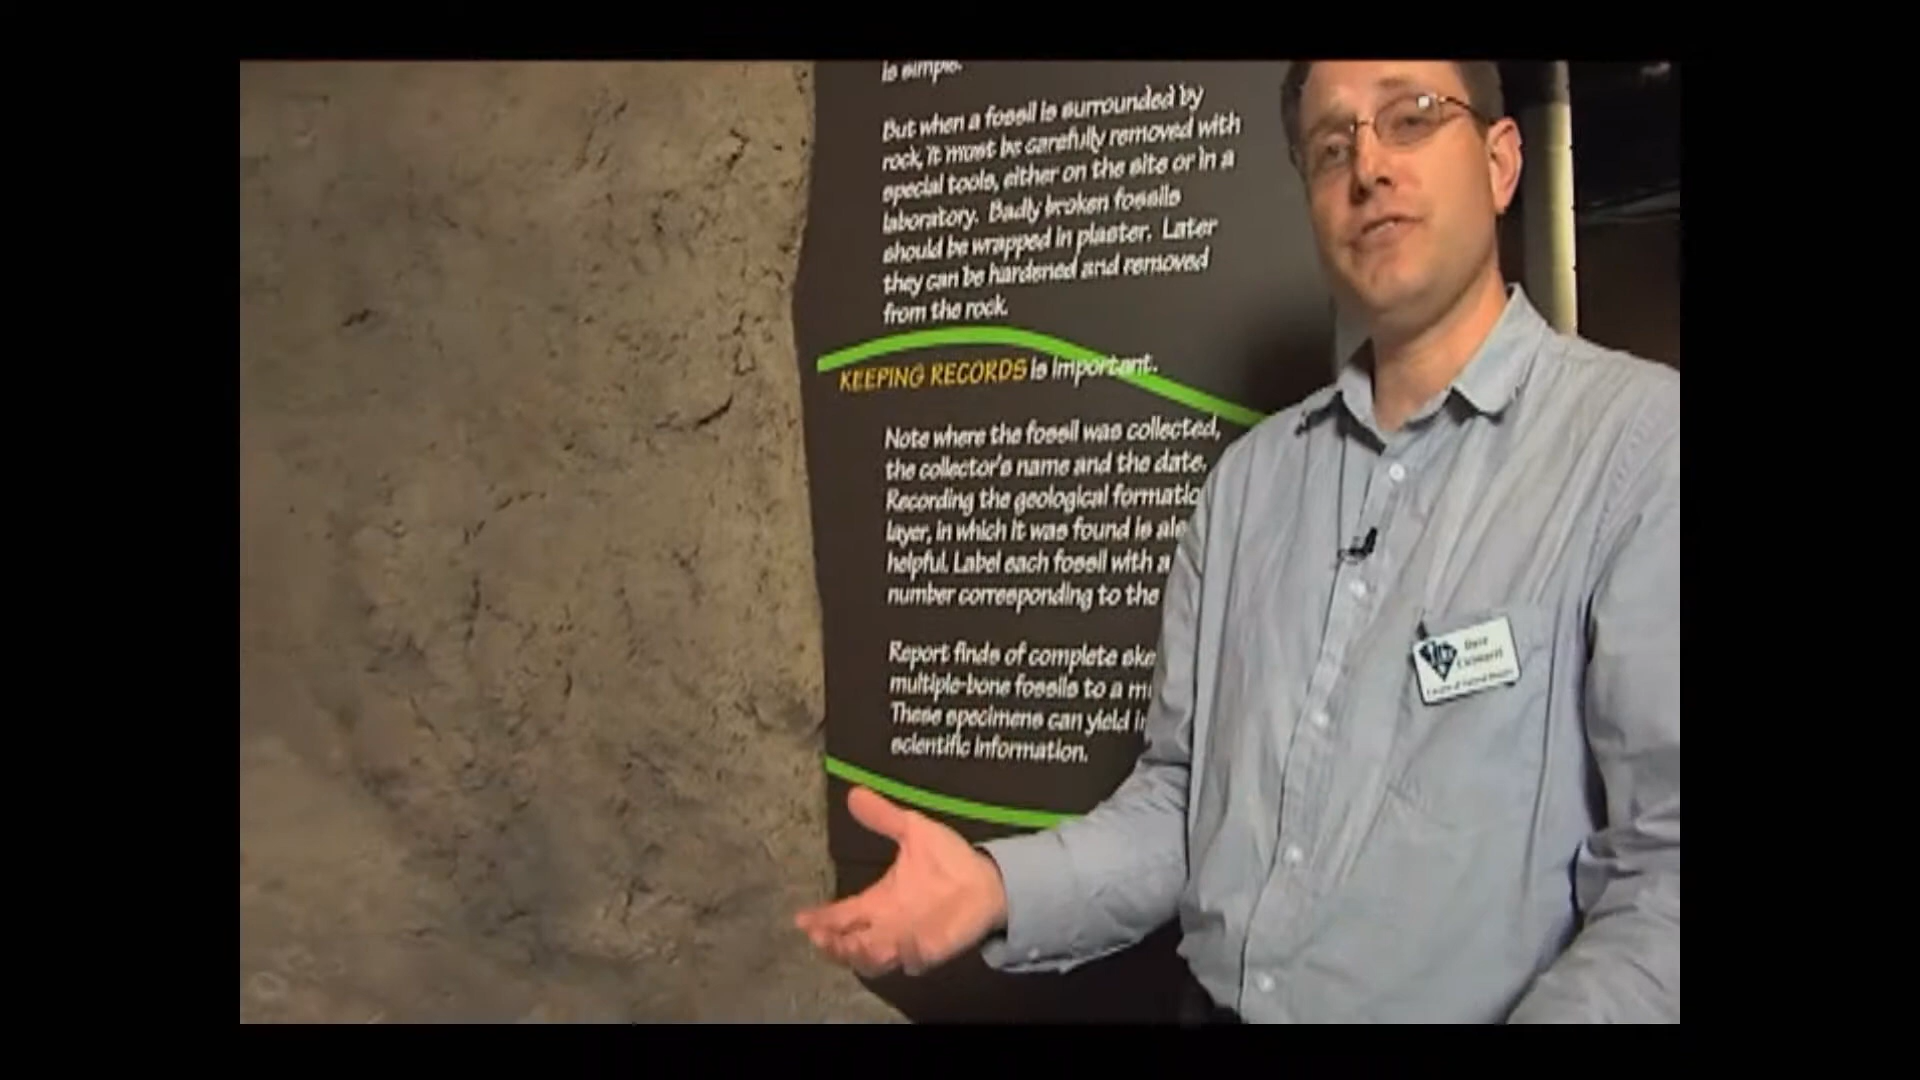 is simple.
But when a fossil is surrounded by
rock, it must be carefully removed with
special tools, either on the site or in a
laboratory. Badly broken fossils
should be wrapped in plaster. Later
they can be hardened and removed
from the rock.
KEEPING RECORDS is important.
Note where the fossil was collected,
the collector's name and the date.
Recording the geological formatio
layer, in which it was found is als
helpful. Label each fossil with a
number corresponding to the
Report finds of complete ske
multiple-bone fossils to a m
These specimens can yield i
scientific information.
Dave